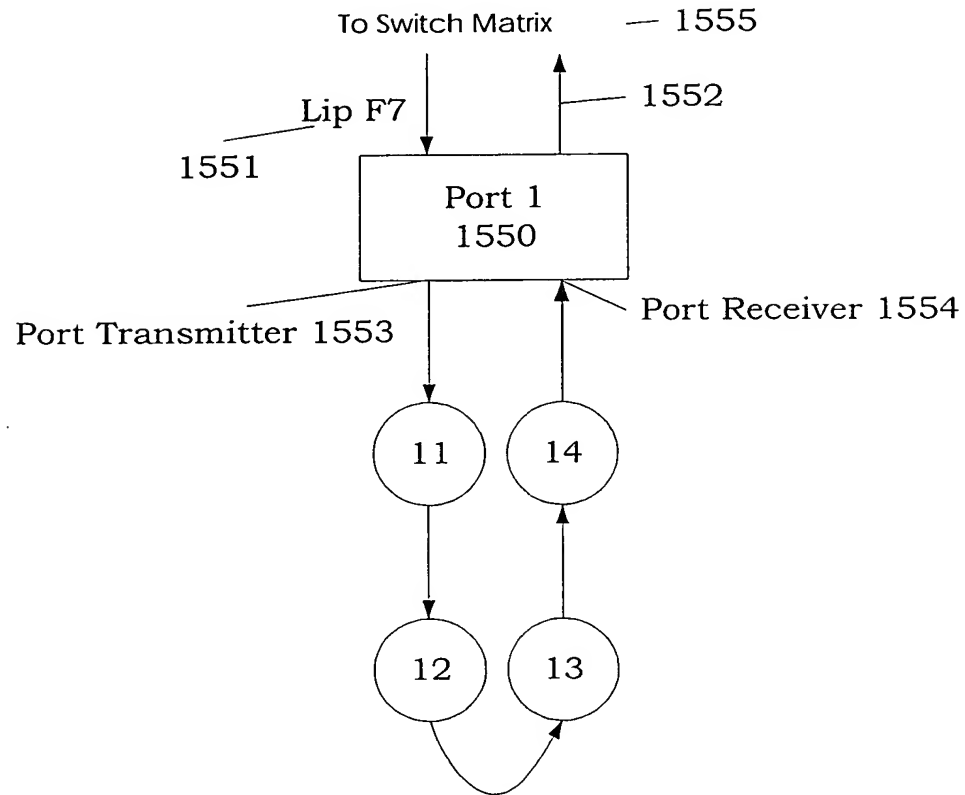 To Switch Matrix
1555
1552
Lip F7
1551
Port 1
1550
Port Transmitter 1553
Port Receiver 1554
11
14
12
13